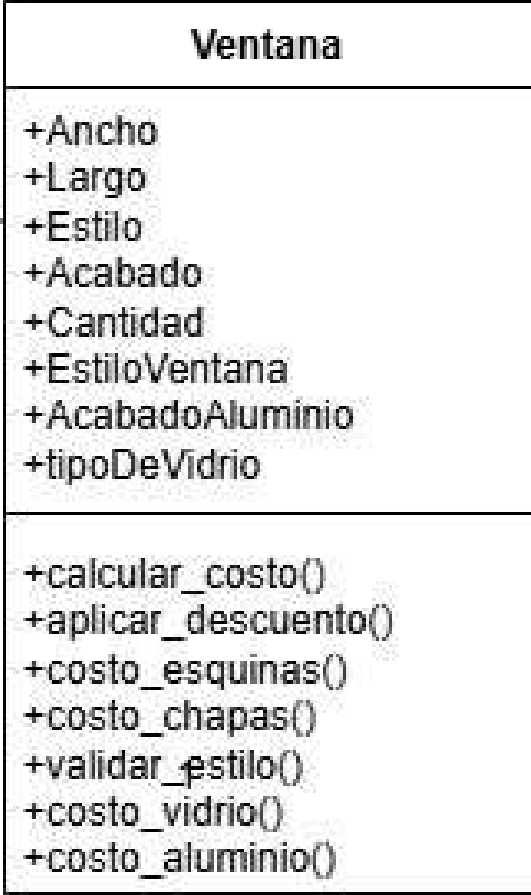 Ventana
+Ancho
+Largo
+Estilo
+Acabado
+Cantidad
+EstiloVentana
+AcabadoAluminio
+tipoDeVidrio
+calcular_costo()
+aplicar_descuento()
+costo_esquinas()
+costo_chapas()
+validar_estilo()
+costo_vidrio()
+costo_aluminio()